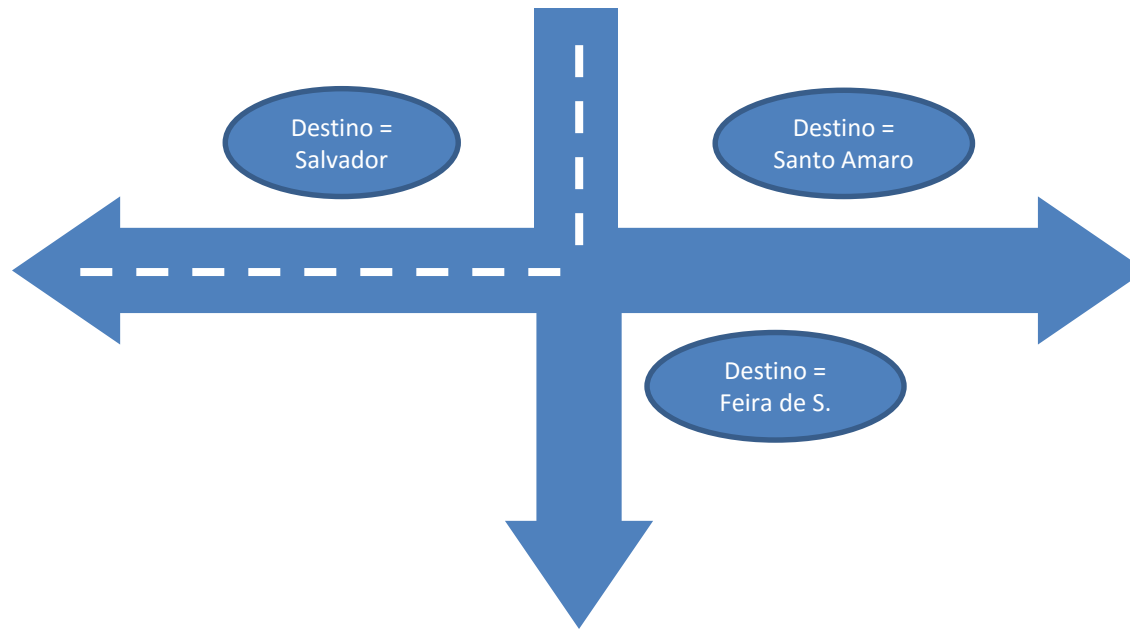 Destino =
Salvador
Destino =
Santo Amaro
Destino =
Feira de S.